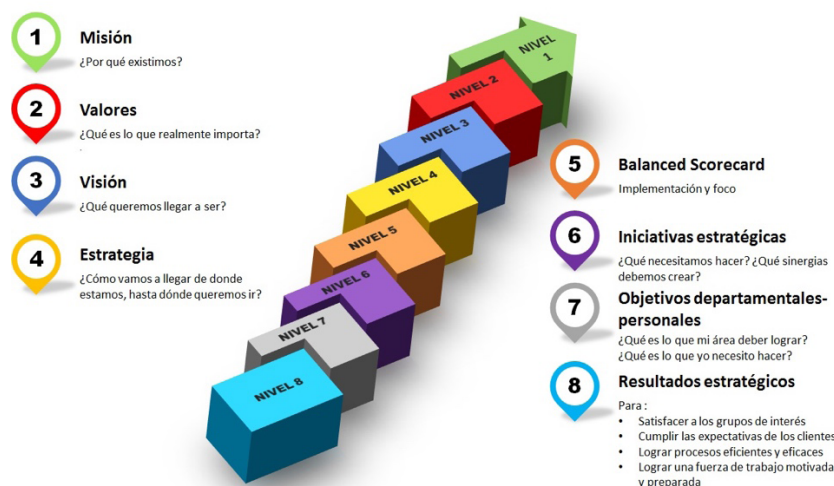 1
Misión
¿Por qué existimos?
2
Valores
¿Qué es lo que realmente importa?
.
3
Visión
¿Qué queremos llegar a ser?
4
Estrategia
¿Cómo vamos a llegar de donde
estamos, hasta dónde queremos ir?
NIVEL
1
NIVEL 2
NIVEL 3
NIVEL 4
NIVEL 5
NIVEL 6
NIVEL 7
NIVEL 8
5
Balanced Scorecard
Implementación y foco
6
Iniciativas estratégicas
¿Qué necesitamos hacer? ¿Qué sinergias
debemos crear?
7
Objetivos departamentales-
personales
¿Qué es lo que mi área deber lograr?
¿Qué es lo que yo necesito hacer?
8
Resultados estratégicos
Para :
• Satisfacer a los grupos de interés
• Cumplir las expectativas de los clientes
• Lograr procesos eficientes y eficaces
• Lograr una fuerza de trabajo motivada
y preparada